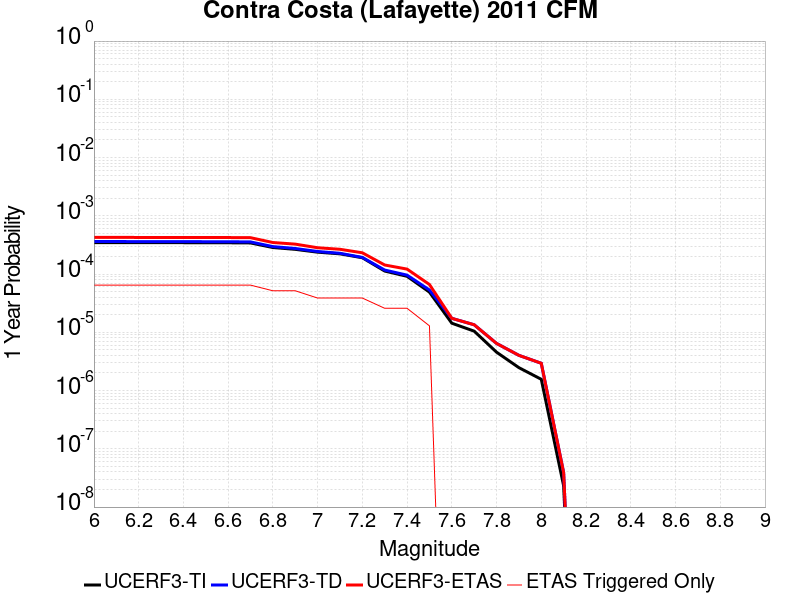 Contra Costa (Lafayette) 2011 CFM
10^0
10^-1
10^-2
10^-3
10^-4
10^-5
10^-6
10^-7
10^-8
1 Year Probability
6 6.2 6.4 6.6 6.8 7 7.2 7.4 7.6 7.8 8 8.2 8.4 8.6 8.8 9
Magnitude
UCERF3-TI UCERF3-TD UCERF3-ETAS ETAS Triggered Only